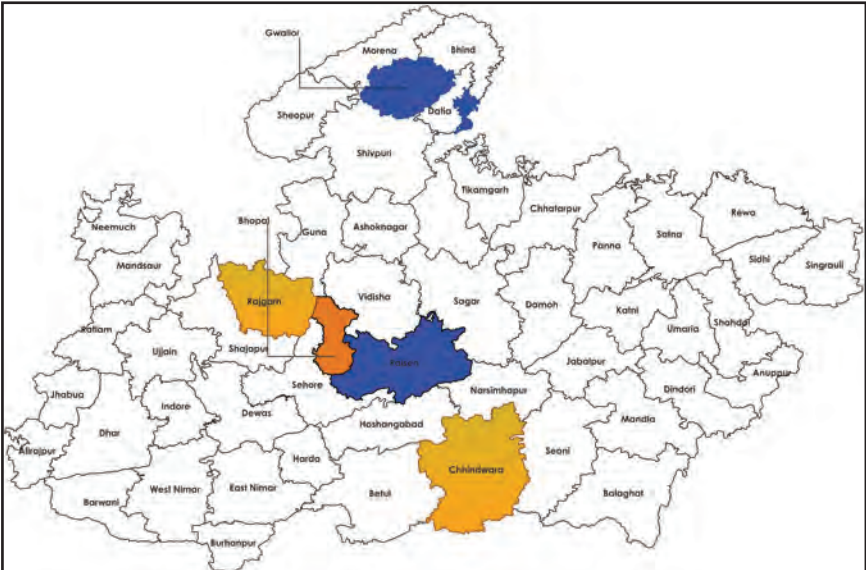 Gwalior
Morena
Bhind
Datia
Sheopur
Shivpuri
Tikamgarh
Chhatarpur
Rewa
Neemuch
Bhopal
Guna
Ashoknagar
Panna
Satna
Sidhi
Singrauli
Mandsaur
Rajgarh
Vidisha
Sagar
Damoh
Katni
Umaria
Shahdol
Ratlam
Ujjain
Shajapur
Raisen
Jabalpur
Anuppur
Jhabua
Indore
Sehore
Narsimhapur
Dindori
Dewas
Hoshangabad
Mandla
Alirajpur
Dhar
Harda
Chhindwara
Seoni
Barwani
West Nimar
East Nimar
Betul
Balaghat
Burhanpur